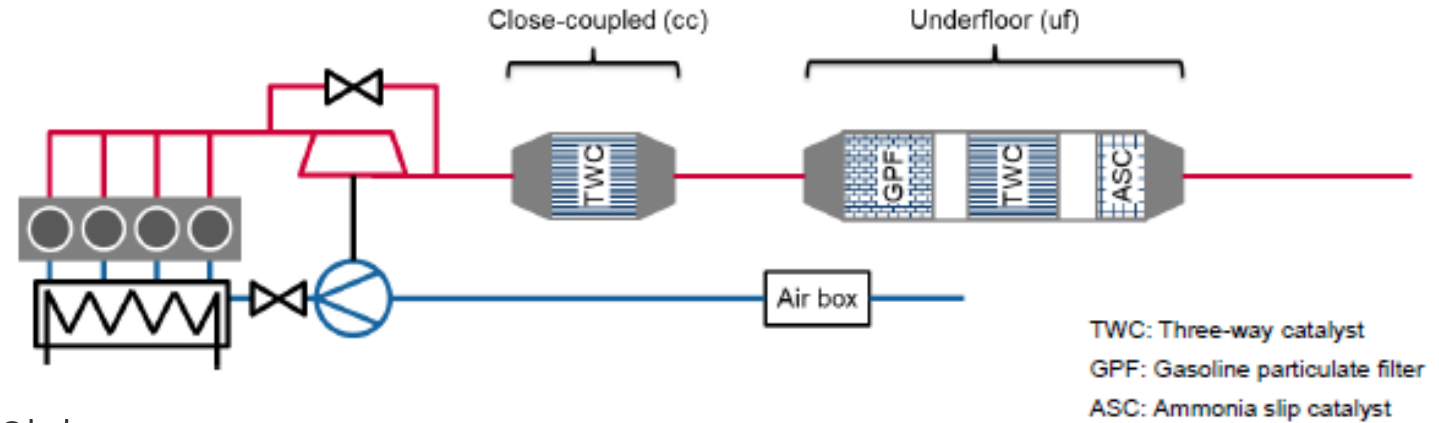 Close-coupled (cc)
Underfloor (uf)
TWC
GPF
TWC
ASC
Air box
TWC: Three-way catalyst
GPF: Gasoline particulate filter
ASC: Ammonia slip catalyst